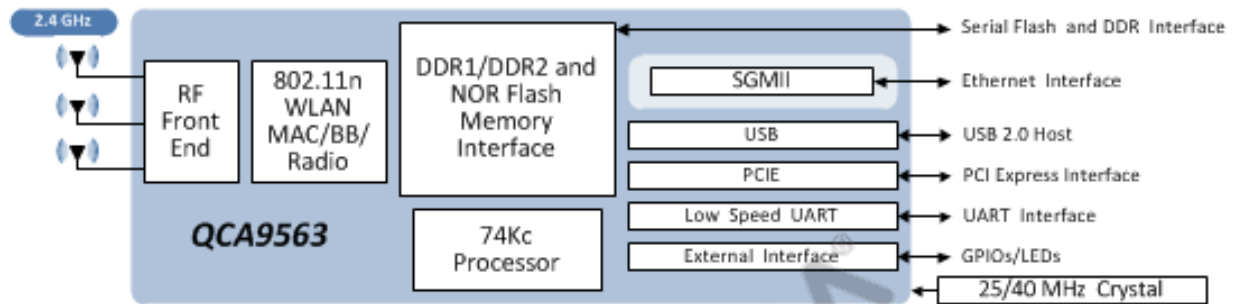 2.4 GHz
RF
Front
End
802.11n
WLAN
MAC/BB/
Radio
DDR1/DDR2 and
NOR Flash
Memory
Interface
QCA9563
74Kc
Processor
SGMII
USB
PCIE
Low Speed UART
External Interface
Serial Flash and DDR Interface
Ethernet Interface
USB 2.0 Host
PCI Express Interface
UART Interface
GPIOs/LEDs
25/40 MHz Crystal
®